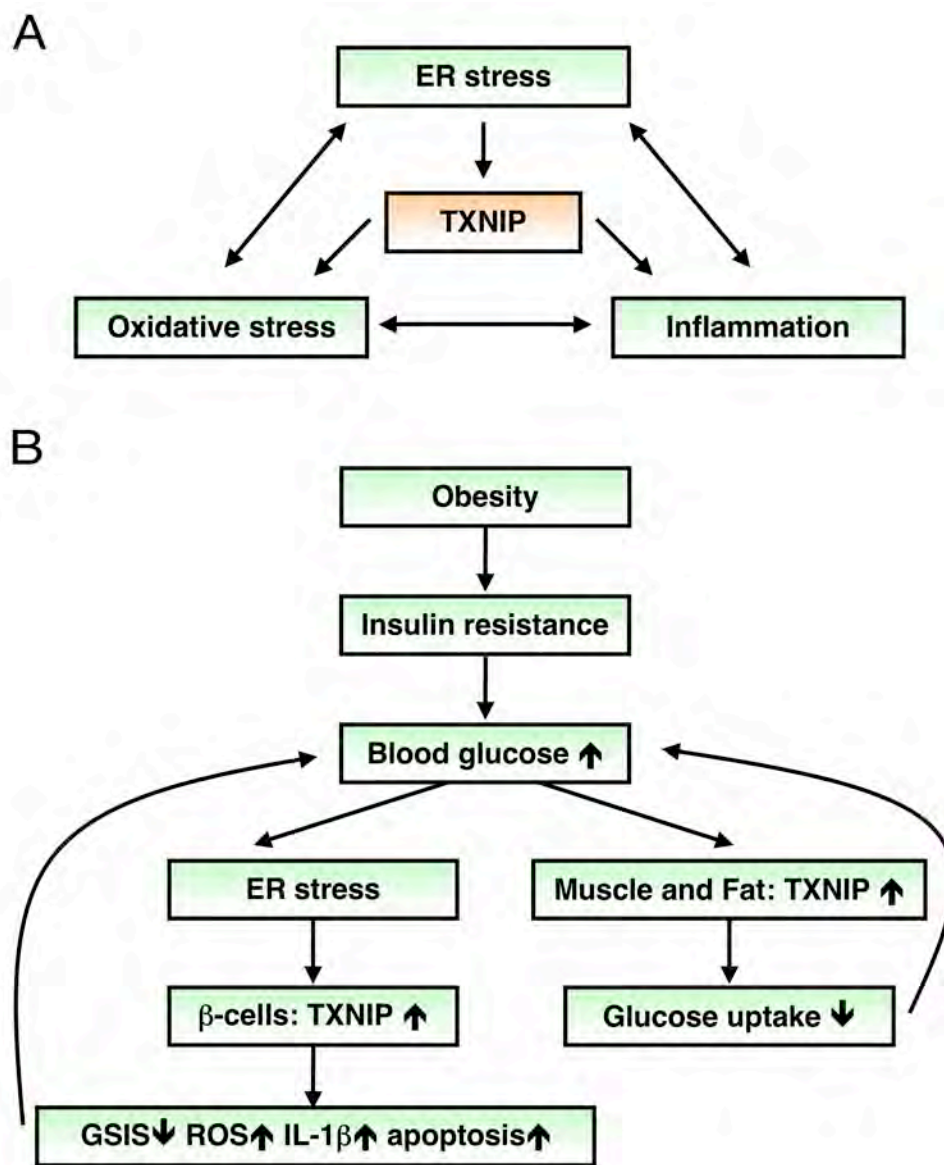 A
ER stress
TXNIP
Oxidative stress
Inflammation
B
Obesity
Insulin resistance
Blood glucose ↑
ER stress
Muscle and Fat: TXNIP ↑
β-cells: TXNIP ↑
Glucose uptake ↓
GSIS↓ ROS↑ IL-1β↑ apoptosis↑